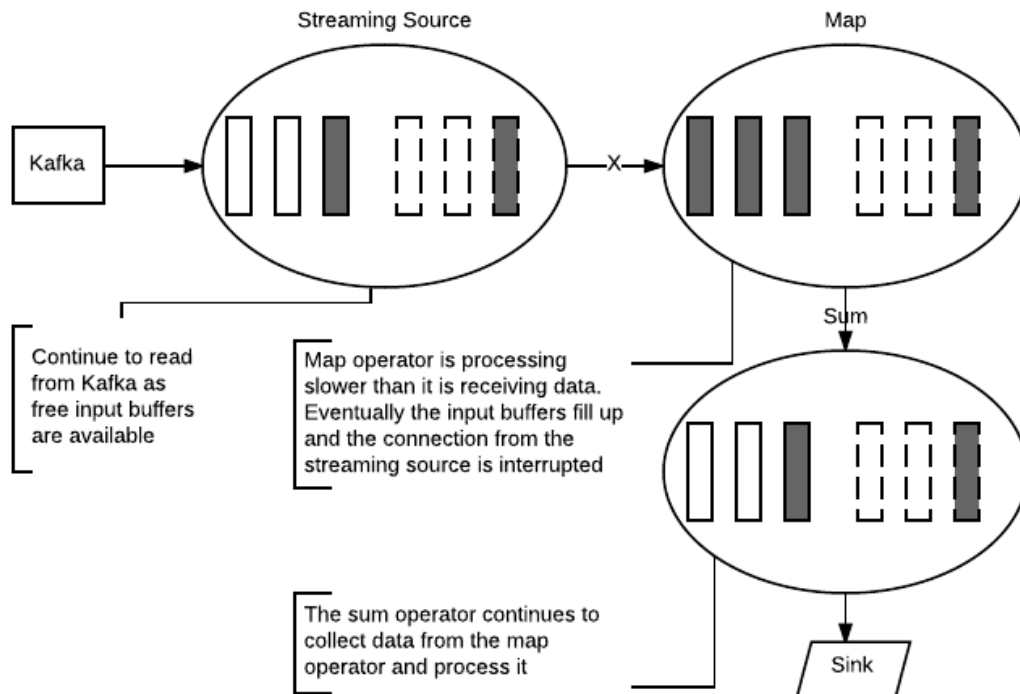 Streaming Source
Map
Kafka
X
Continue to read
from Kafka as
free input buffers
are available
Map operator is processing
slower than it is receiving data.
Eventually the input buffers fill up
and the connection from the
streaming source is interrupted
Sum
The sum operator continues to
collect data from the map
operator and process it
Sink